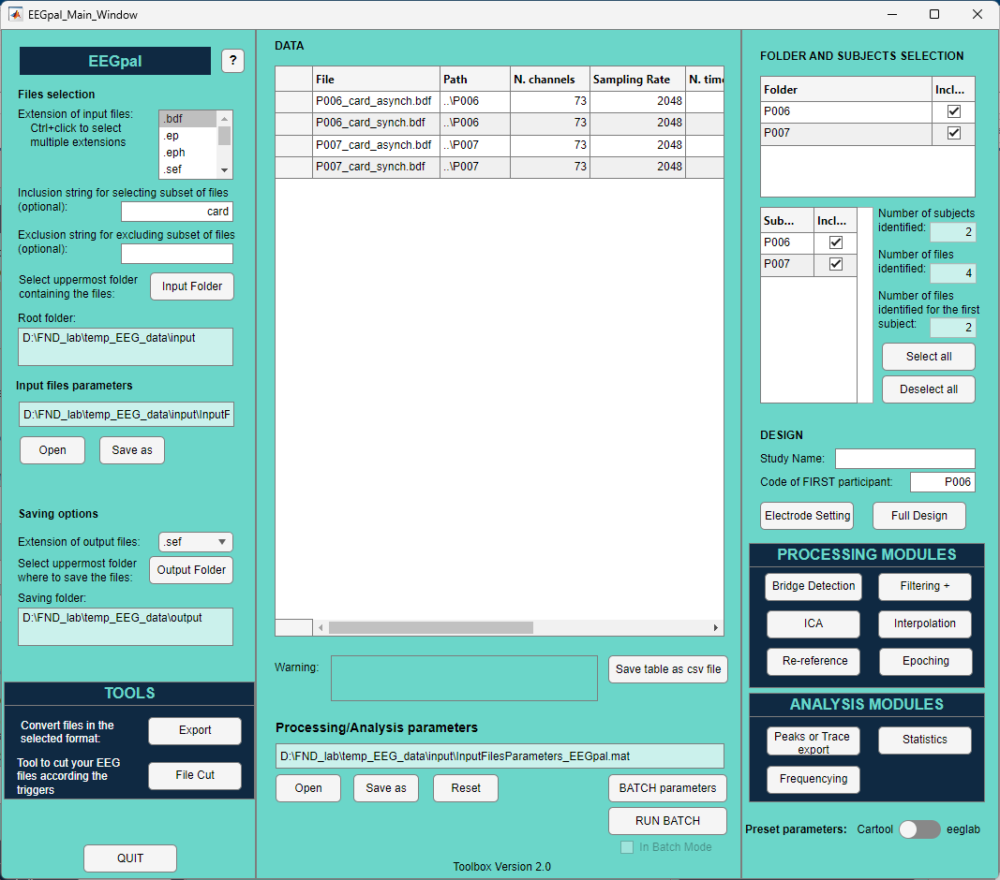 EEGpal_Main_Window
EEGpal
?
Files selection
Extension of input files:
Ctrl+click to select
multiple extensions
.bdf
.ep
.eph
.sef
Inclusion string for selecting subset of files
(optional):
card
Exclusion string for excluding subset of files
(optional):
Select uppermost folder
containing the files:
Input Folder
Root folder:
D:\FND_lab\temp_EEG_data\input
Input files parameters
D:\FND_lab\temp_EEG_data\input\InputF
Open
Save as
Saving options
Extension of output files:
.sef
Select uppermost folder
where to save the files:
Output Folder
Saving folder:
D:\FND_lab\temp_EEG_data\output
TOOLS
Convert files in the
selected format:
Export
Tool to cut your EEG
files according the
triggers
File Cut
QUIT
DATA
File Path N. channels Sampling Rate N. time
P006_card_asynch.bdf ..\P006 73 2048
P006_card_synch.bdf ..\P006 73 2048
P007_card_asynch.bdf ..\P007 73 2048
P007_card_synch.bdf ..\P007 73 2048
Warning:
Save table as csv file
Processing/Analysis parameters
D:\FND_lab\temp_EEG_data\input\InputFilesParameters_EEGpal.mat
Open
Save as
Reset
BATCH parameters
RUN BATCH
In Batch Mode
Toolbox Version 2.0
FOLDER AND SUBJECTS SELECTION
Folder Incl...
P006
P007
Sub... Incl...
P006
P007
Number of subjects
identified:
2
Number of files
identified:
4
Number of files
identified for the first
subject:
2
Select all
Deselect all
DESIGN
Study Name:
Code of FIRST participant:
P006
Electrode Setting
Full Design
PROCESSING MODULES
Bridge Detection
Filtering +
ICA
Interpolation
Re-reference
Epoching
ANALYSIS MODULES
Peaks or Trace
export
Statistics
Frequencying
Preset parameters: Cartool eeglab